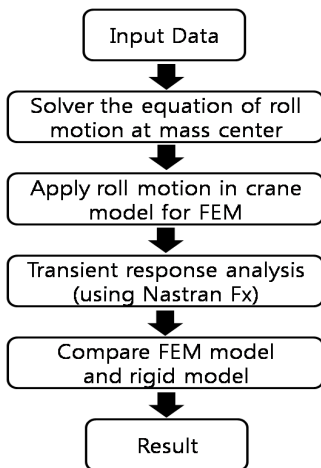 Input Data
Solver the equation of roll
motion at mass center
Apply roll motion in crane
model for FEM
Transient response analysis
(using Nastran Fx)
Compare FEM model
and rigid model
Result